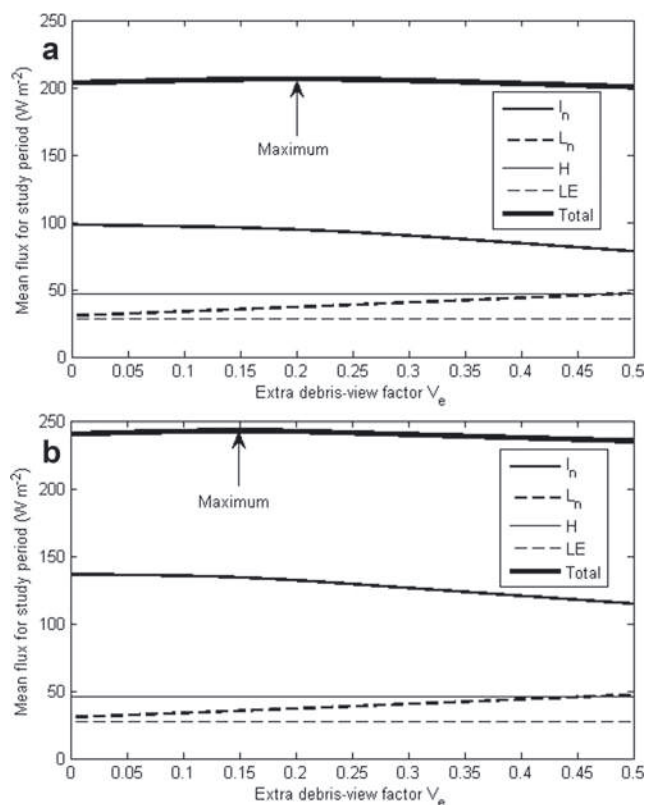 a
250
200
150
100
50
0
Mean flux for study period (W m⁻²)
Maximum
Iₙ
Lₙ
H
LE
Total
0 0.05 0.1 0.15 0.2 0.25 0.3 0.35 0.4 0.45 0.5
Extra debris-view factor Vₑ
b
250
200
150
100
50
0
Mean flux for study period (W m⁻²)
Maximum
Iₙ
Lₙ
H
LE
Total
0 0.05 0.1 0.15 0.2 0.25 0.3 0.35 0.4 0.45 0.5
Extra debris-view factor Vₑ